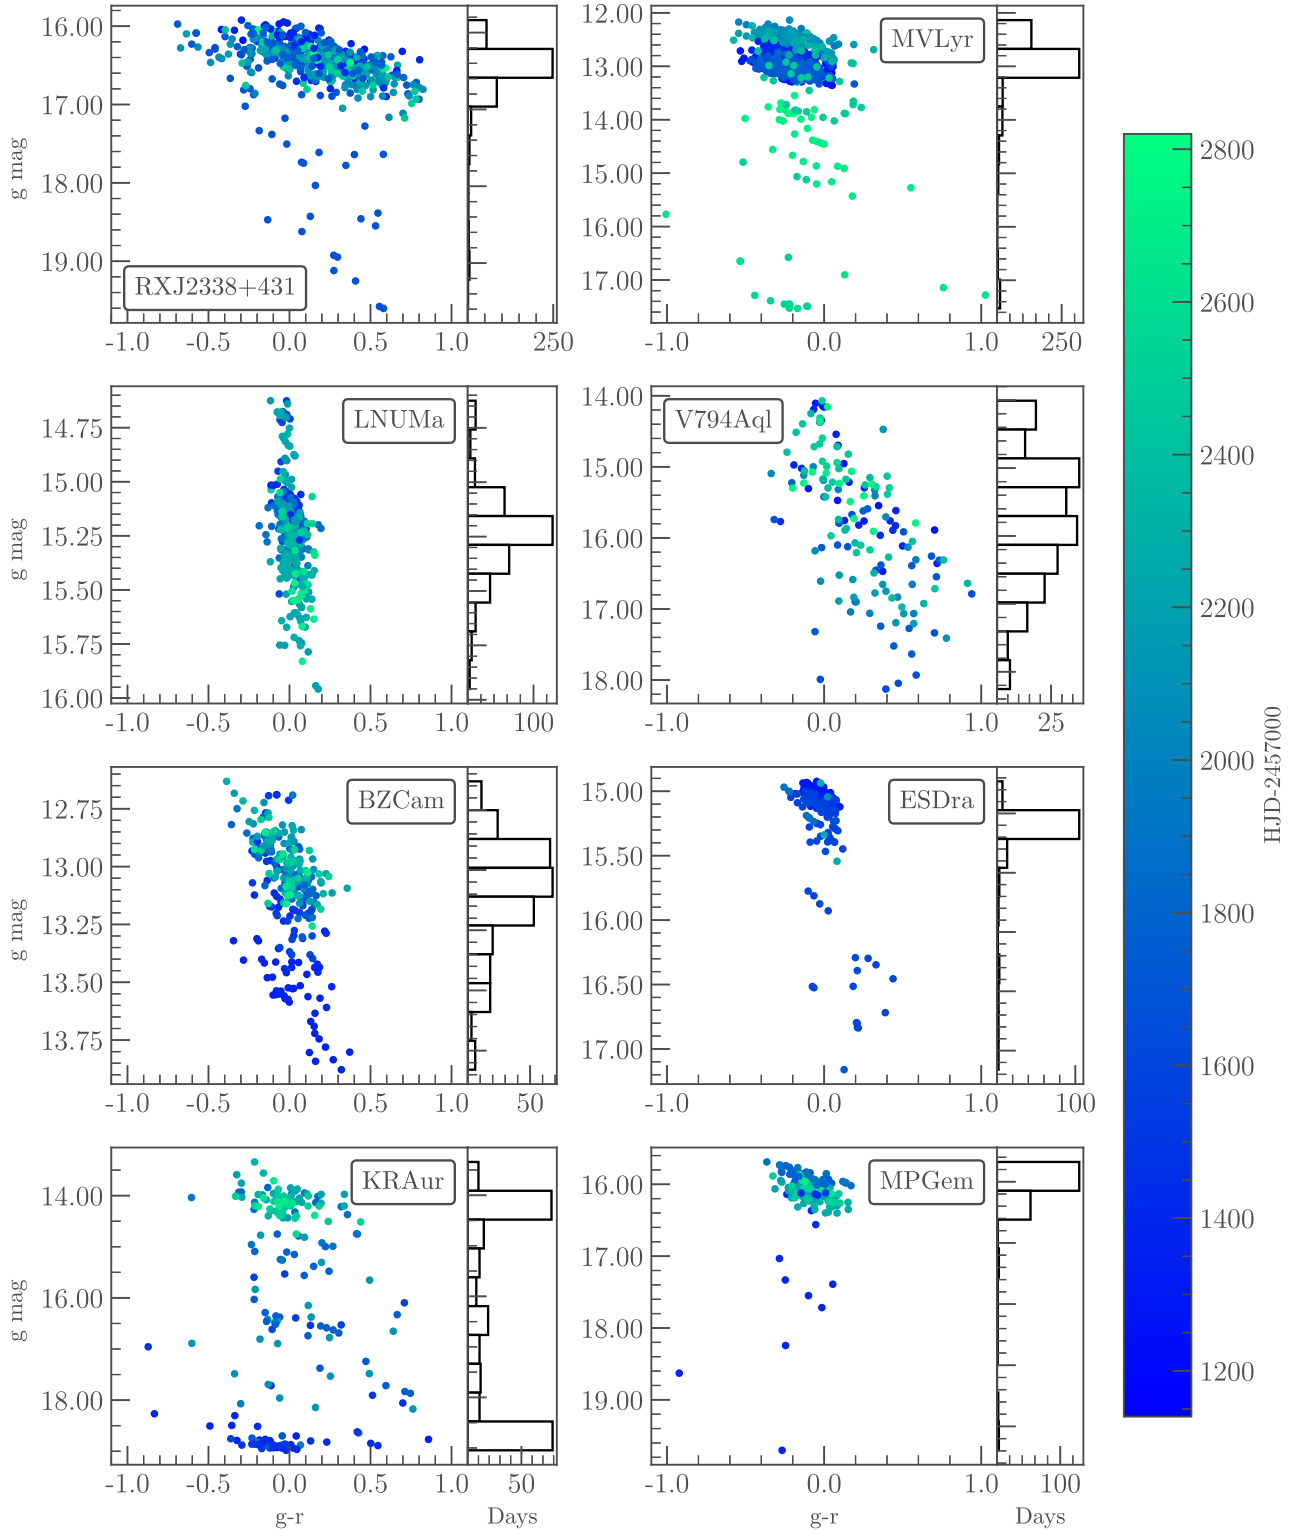 16.00
17.00
18.00
19.00
g mag
RXJ2338+431
-1.0 -0.5 0.0 0.5 1.0 250
12.00
13.00
14.00
15.00
16.00
17.00
MVLyr
-1.0 0.0 1.0 250
14.75
15.00
15.25
15.50
15.75
16.00
g mag
LNUMa
-1.0 -0.5 0.0 0.5 1.0 100
14.00
15.00
16.00
17.00
18.00
V794Aql
-1.0 0.0 1.0 25
12.75
13.00
13.25
13.50
13.75
g mag
BZCam
-1.0 -0.5 0.0 0.5 1.0 50
15.00
15.50
16.00
16.50
17.00
ESDra
-1.0 0.0 1.0 100
14.00
16.00
18.00
g mag
KRAur
-1.0 -0.5 0.0 0.5 1.0 50
g-r Days
16.00
17.00
18.00
19.00
MPGem
-1.0 0.0 1.0 100
g-r Days
2800
2600
2400
2200
2000
1800
1600
1400
1200
HJD-2457000